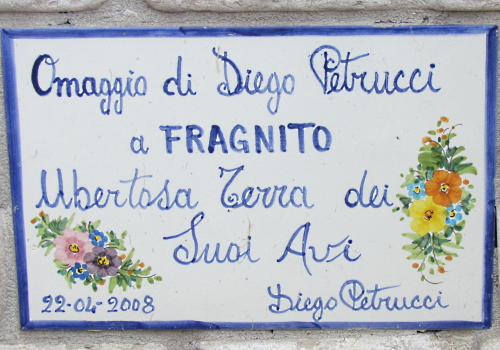 Omaggio di Diego Petrucci
a FRAGNITO
Ubertosa Terra dei
Suoi Avi
22-04-2008 Diego Petrucci